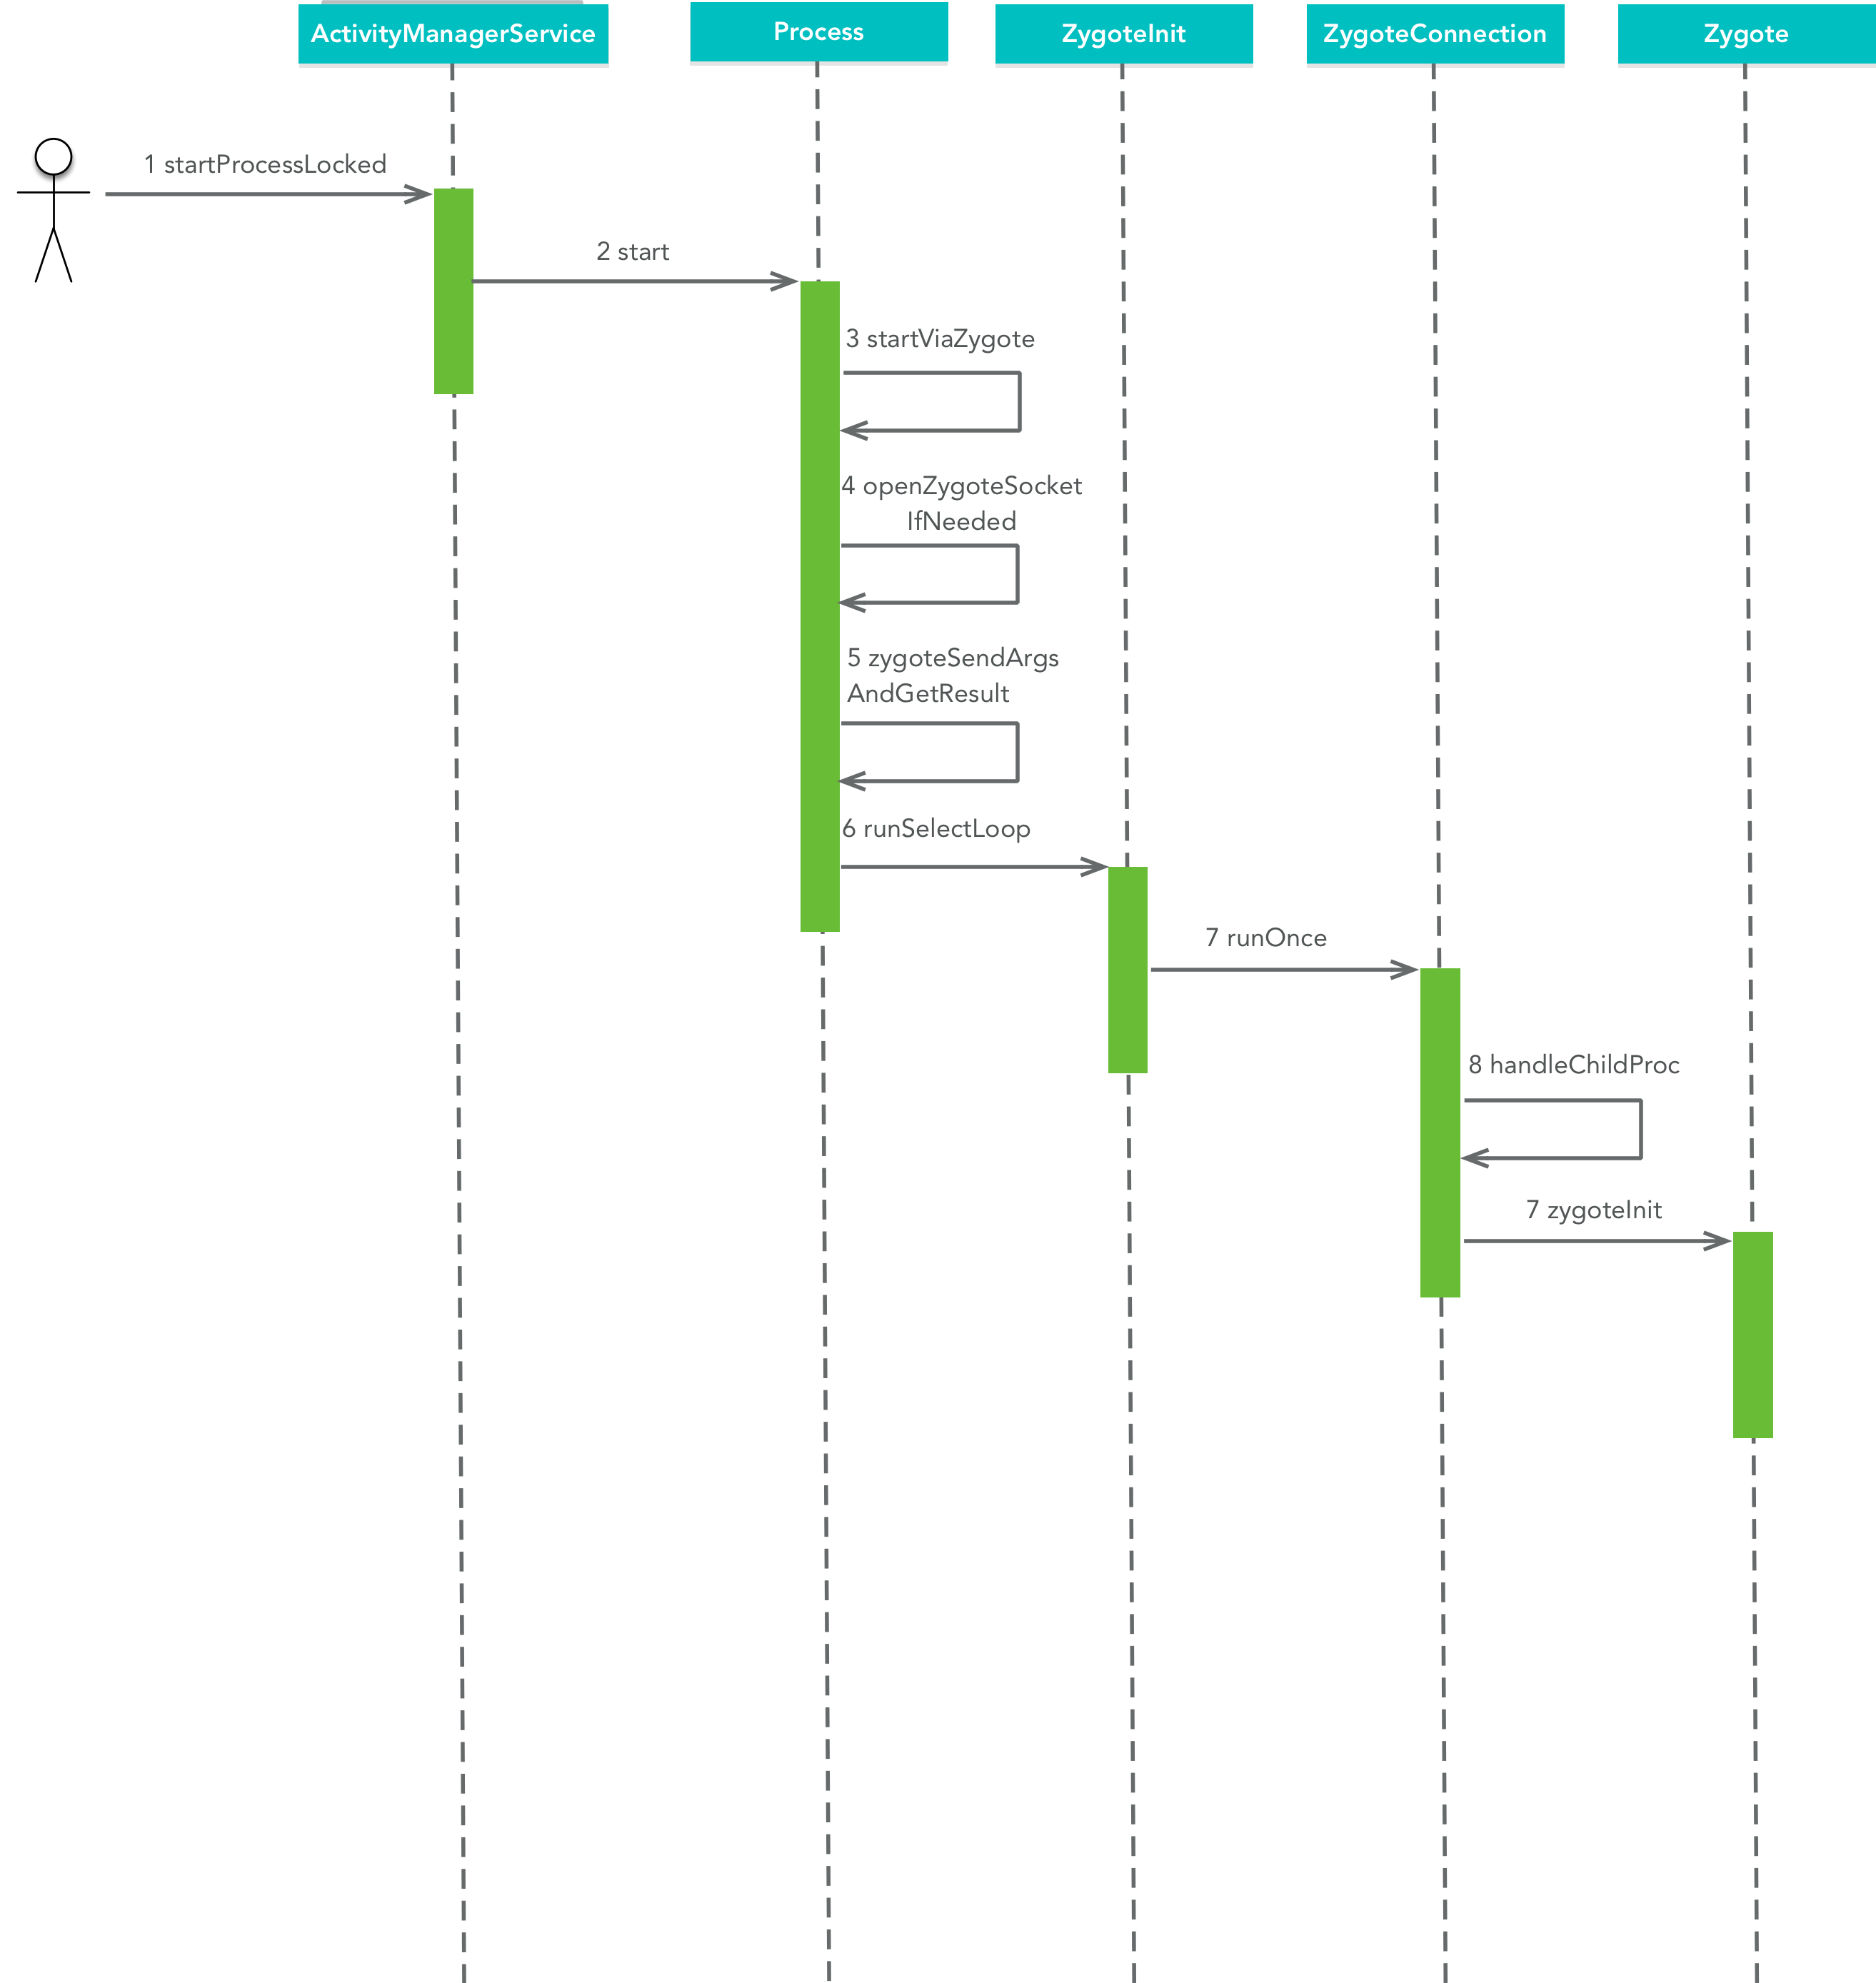 ActivityManagerService
Process
ZygoteInit
ZygoteConnection
Zygote
1 startProcessLocked
2 start
3 startViaZygote
4 openZygoteSocket
IfNeeded
5 zygoteSendArgs
AndGetResult
6 runSelectLoop
7 runOnce
8 handleChildProc
7 zygoteInit